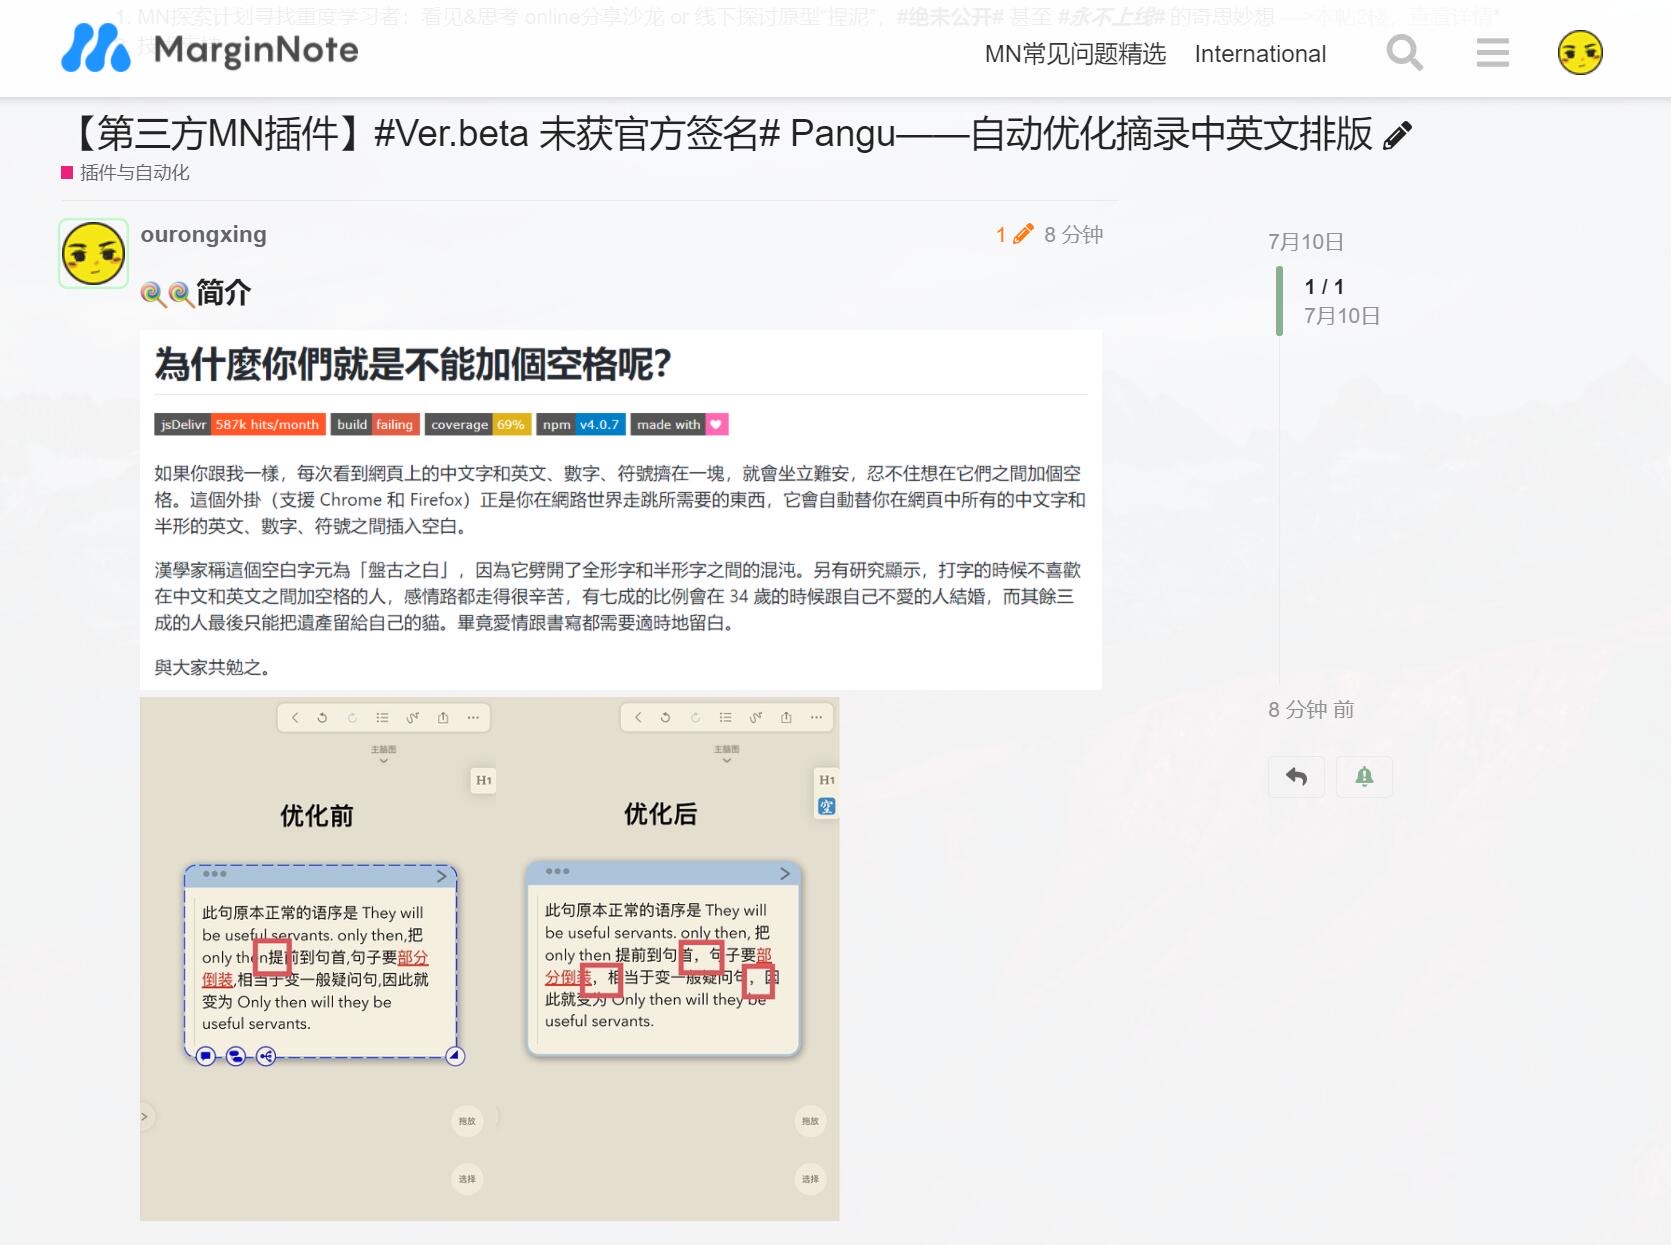 1. MN探索计划寻找重度学习者：看见&思考 online分享沙龙 or 线下探讨原型“捏泥”，#绝未公开# 甚至 #永不上线# 的奇思妙想 —>本帖2楼，查看详情*
MarginNote
MN常见问题精选 International
【第三方MN插件】#Ver.beta 未获官方签名# Pangu——自动优化摘录中英文排版
插件与自动化
ourongxing
1 8 分钟
7月10日
1 / 1
7月10日
简介
為什麼你們就是不能加個空格呢？
jsDelivr 587k hits/month build failing coverage 69% npm v4.0.7 made with
如果你跟我一樣，每次看到網頁上的中文字和英文、數字、符號擠在一塊，就會坐立難安，忍不住想在它們之間加個空
格。這個外掛（支援 Chrome 和 Firefox）正是你在網路世界走跳所需要的東西，它會自動替你在網頁中所有的中文字和
半形的英文、數字、符號之間插入空白。
漢學家稱這個空白字元為「盤古之白」，因為它劈開了全形字和半形字之間的混沌。另有研究顯示，打字的時候不喜歡
在中文和英文之間加空格的人，感情路都走得很辛苦，有七成的比例會在 34 歲的時候跟自己不愛的人結婚，而其餘三
成的人最後只能把遺產留給自己的貓。畢竟愛情跟書寫都需要適時地留白。
與大家共勉之。
8 分钟 前
主脑图
H1
优化前
此句原本正常的语序是 They will
be useful servants. only then,把
only then提前到句首,句子要部分
倒装,相当于变一般疑问句,因此就
变为 Only then will they be
useful servants.
拖放
选择
主脑图
H1
空
优化后
此句原本正常的语序是 They will
be useful servants. only then, 把
only then 提前到句首，句子要部
分倒装，相当于变一般疑问句，因
此就变为 Only then will they be
useful servants.
拖放
选择